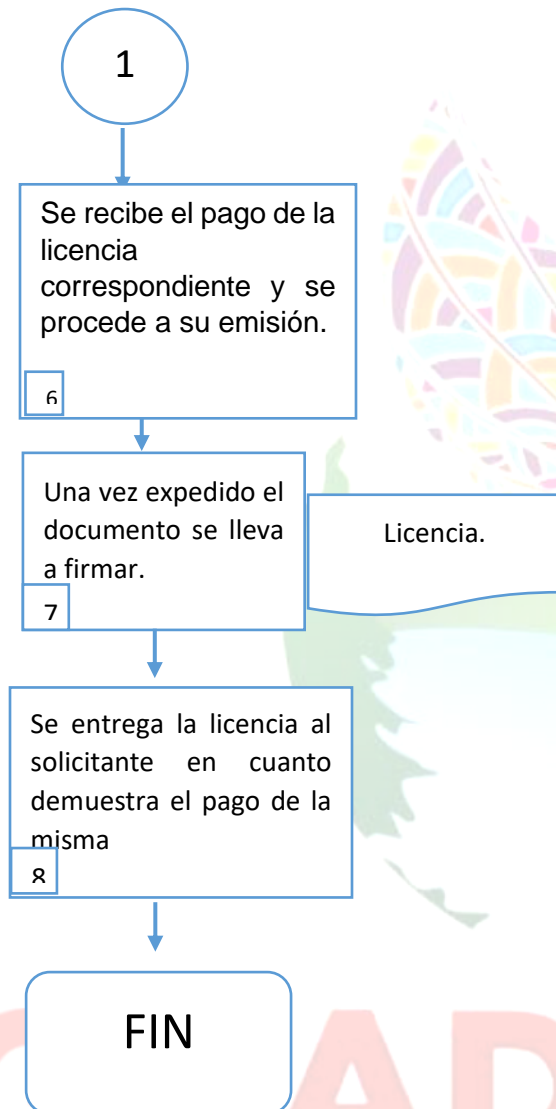 1
Se recibe el pago de la
licencia
correspondiente y se
procede a su emisión.
6
Una vez expedido el
documento se lleva
a firmar.
7
Licencia.
Se entrega la licencia al
solicitante en cuanto
demuestra el pago de la
misma
8
FIN
AD